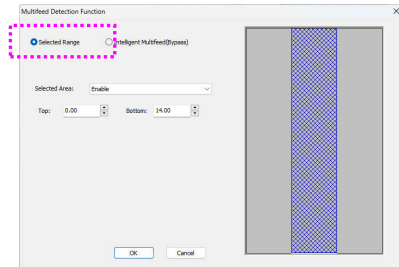 Multifeed Detection Function
Selected Range Intelligent Multifeed(Bypass)
Selected Area: Enable
Top: 0.00 Bottom: 14.00
OK Cancel